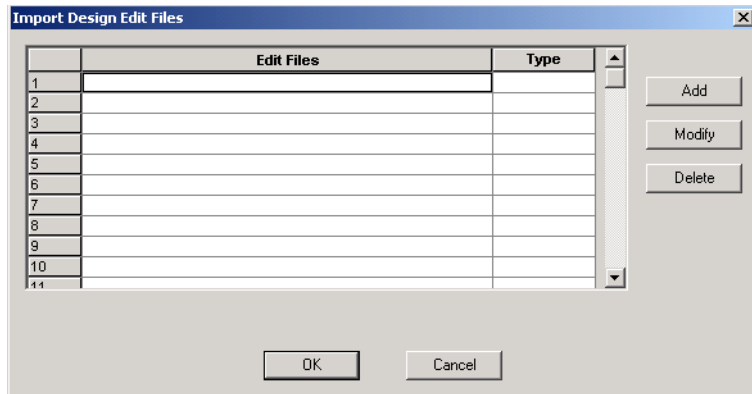 Import Design Edit Files
Edit Files Type
1
2
3
4
5
6
7
8
9
10
11
Add
Modify
Delete
OK Cancel